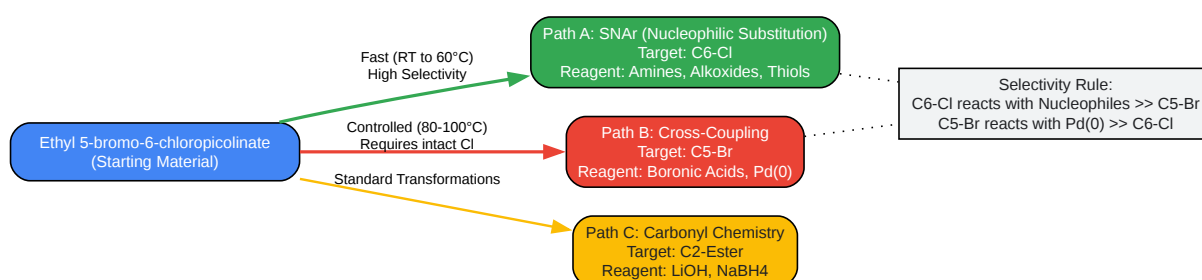 Ethyl 5-bromo-6-chloropicolinate
(Starting Material)
Fast (RT to 60°C)
High Selectivity
Path A: SNAr (Nucleophilic Substitution)
Target: C6-Cl
Reagent: Amines, Alkoxides, Thiols
Controlled (80-100°C)
Requires intact Cl
Path B: Cross-Coupling
Target: C5-Br
Reagent: Boronic Acids, Pd(0)
Standard Transformations
Path C: Carbonyl Chemistry
Target: C2-Ester
Reagent: LiOH, NaBH4
Selectivity Rule:
C6-Cl reacts with Nucleophiles >> C5-Br
C5-Br reacts with Pd(0) >> C6-Cl